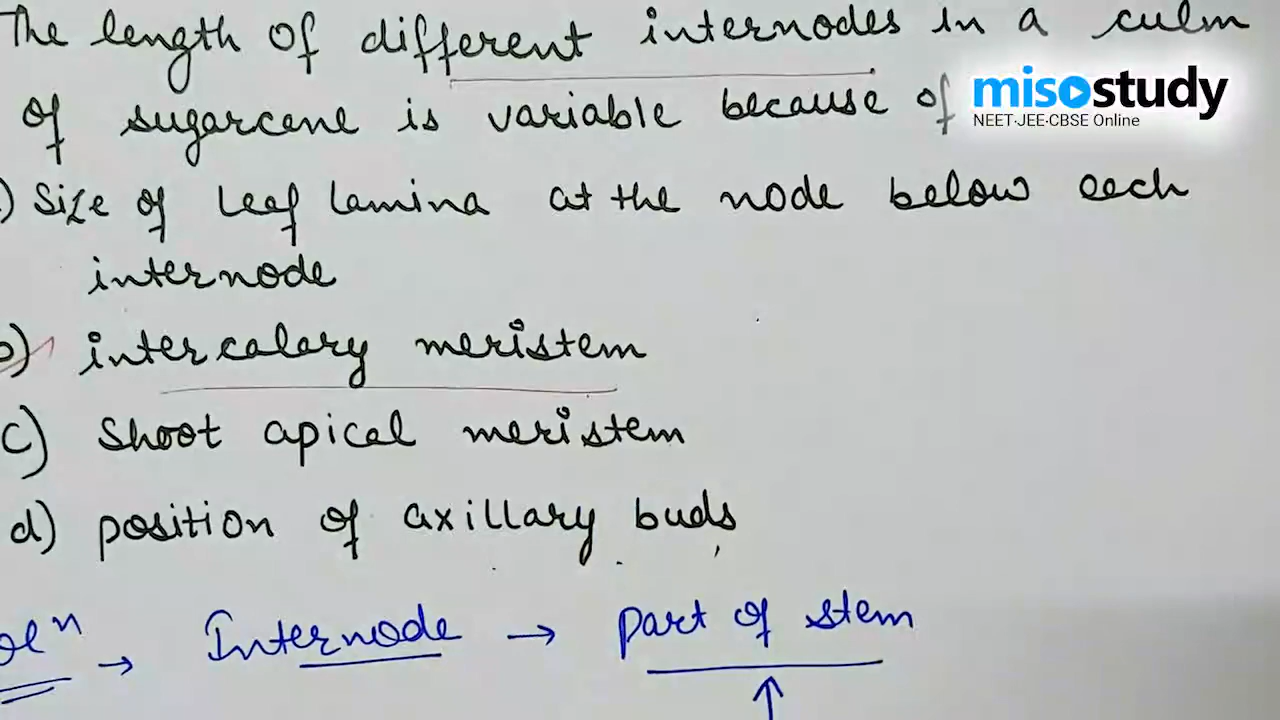 The length of different internodes in a culm
of sugarcane is variable because of
misostudy
NEET·JEE·CBSE Online
) Size of leaf lamina at the node below each
internode
b) intercalary meristem
c) Shoot apical meristem
d) position of axillary buds
Solⁿ → Internode → part of stem
↑